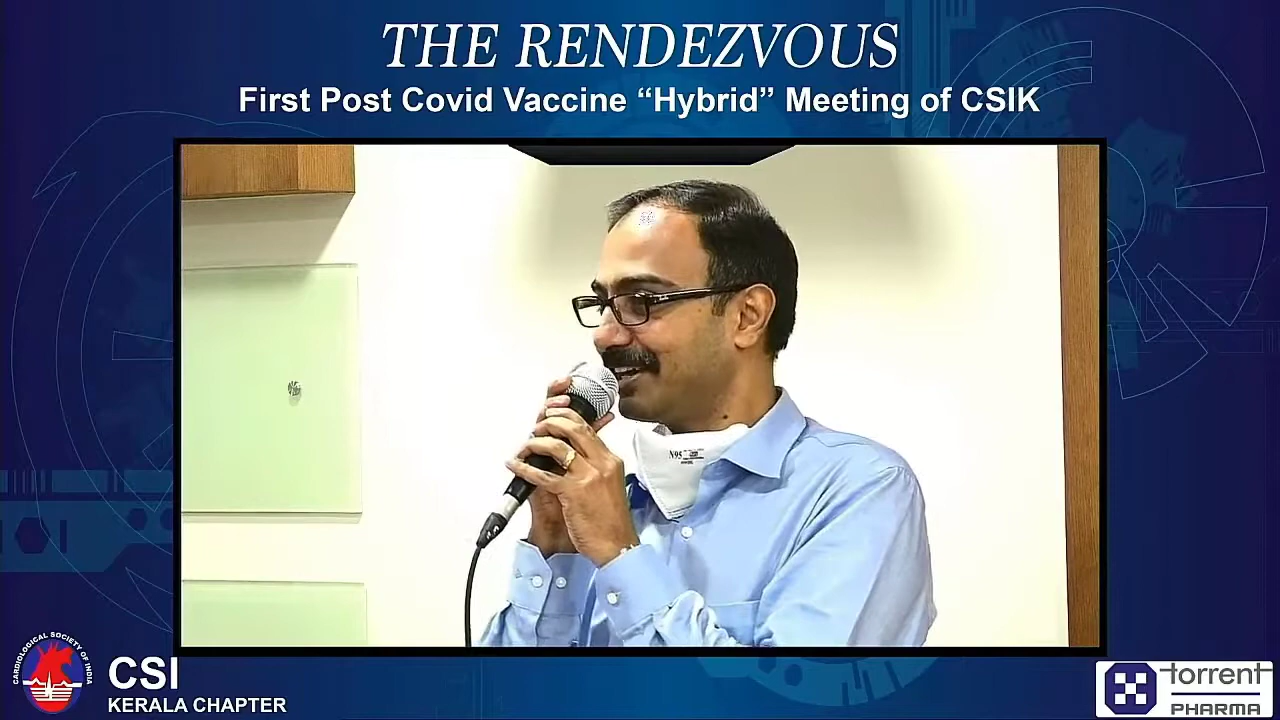 THE RENDEZVOUS
First Post Covid Vaccine “Hybrid” Meeting of CSIK
N95
CARDIOLOGICAL SOCIETY OF INDIA
CSI
KERALA CHAPTER
torrent
PHARMA